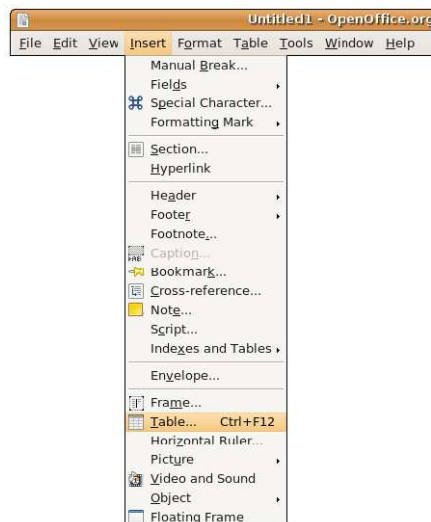 Untitled1 - OpenOffice.org
File Edit View Insert Format Table Tools Window Help
Manual Break...
Fields
Special Character...
Formatting Mark
Section...
Hyperlink
Header
Footer
Footnote...
Caption...
Bookmark...
Cross-reference...
Note...
Script...
Indexes and Tables
Envelope...
Frame...
Table... Ctrl+F12
Horizontal Ruler...
Picture
Video and Sound
Object
Floating Frame